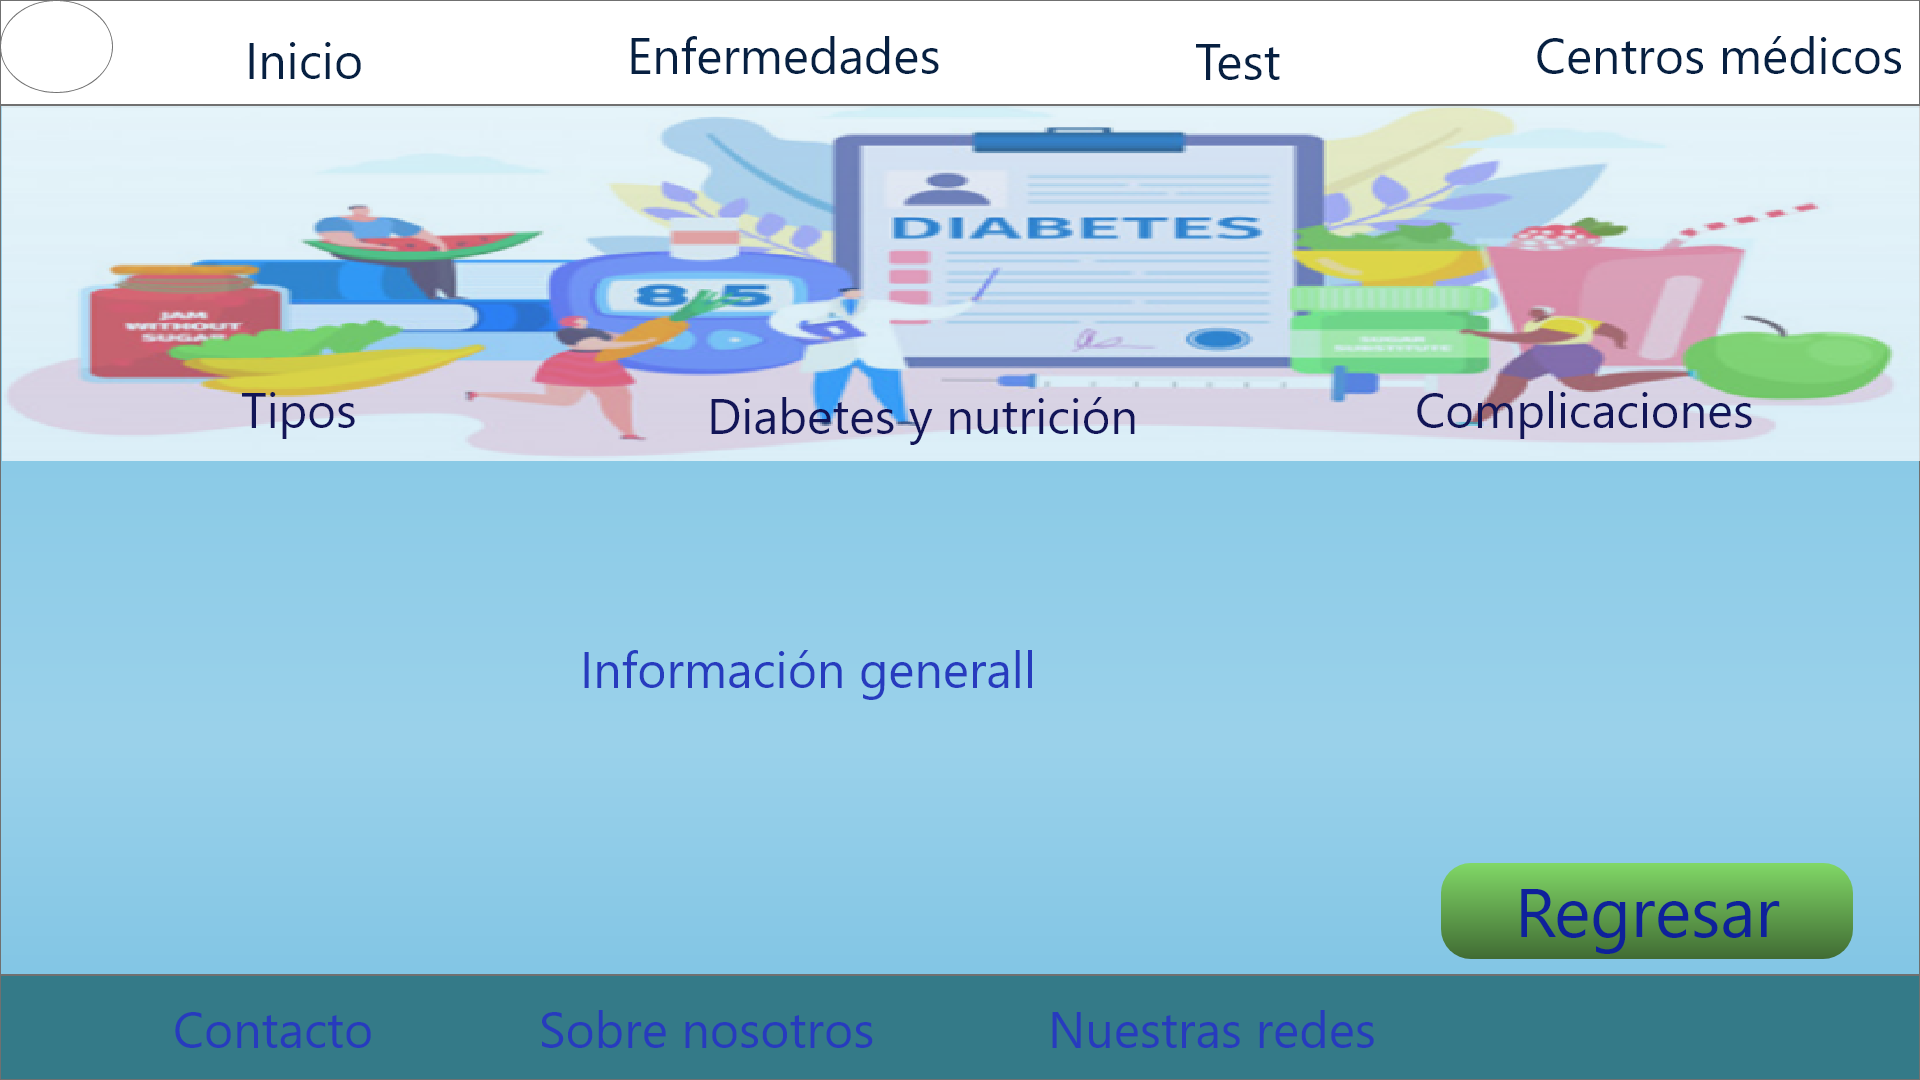 Inicio Enfermedades Test Centros médicos
DIABETES
8.5
JAM
WITHOUT
SUGAR
SUGAR
SUBSTITUTE
Tipos Diabetes y nutrición Complicaciones
Información generall
Regresar
Contacto Sobre nosotros Nuestras redes